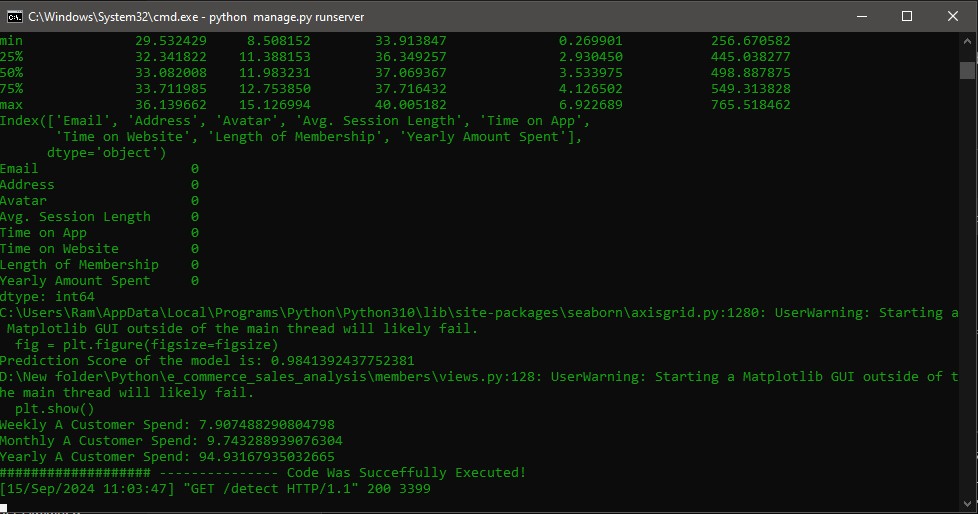 C:\Windows\System32\cmd.exe - python  manage.py runserver
min              29.532429     8.508152        33.913847              0.269901           256.670582
25%              32.341822    11.388153        36.349257              2.930450           445.038277
50%              33.082008    11.983231        37.069367              3.533975           498.887875
75%              33.711985    12.753850        37.716432              4.126502           549.313828
max              36.139662    15.126994        40.005182              6.922689           765.518462
Index(['Email', 'Address', 'Avatar', 'Avg. Session Length', 'Time on App',
       'Time on Website', 'Length of Membership', 'Yearly Amount Spent'],
      dtype='object')
Email                   0
Address                 0
Avatar                  0
Avg. Session Length     0
Time on App             0
Time on Website         0
Length of Membership    0
Yearly Amount Spent     0
dtype: int64
C:\Users\Ram\AppData\Local\Programs\Python\Python310\lib\site-packages\seaborn\axisgrid.py:1280: UserWarning: Starting a
 Matplotlib GUI outside of the main thread will likely fail.
  fig = plt.figure(figsize=figsize)
Prediction Score of the model is: 0.9841392437752381
D:\New folder\Python\e_commerce_sales_analysis\members\views.py:128: UserWarning: Starting a Matplotlib GUI outside of t
he main thread will likely fail.
  plt.show()
Weekly A Customer Spend: 7.907488290804798
Monthly A Customer Spend: 9.743288939076304
Yearly A Customer Spend: 94.93167935032665
################### --------------- Code Was Succeffully Executed!
[15/Sep/2024 11:03:47] "GET /detect HTTP/1.1" 200 3399